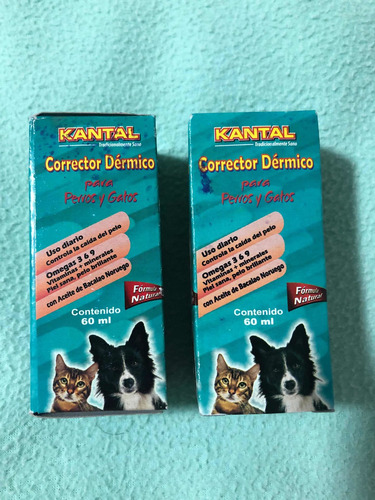 KANTAL
Tradicionalmente Sano
Corrector Dérmico
para
Perros y Gatos
Uso diario
Controla la caída del pelo
Omegas 3 6 9
Vitaminas + minerales
Piel sana, pelo brillante
con Aceite de Bacalao Noruego
Fórmula
Natural
Contenido
60 ml
KANTAL
Tradicionalmente Sano
Corrector Dérmico
para
Perros y Gatos
Uso diario
Controla la caída del pelo
Omegas 3 6 9
Vitaminas + minerales
Piel sana, pelo brillante
con Aceite de Bacalao Noruego
Fórmula
Natural
Contenido
60 ml